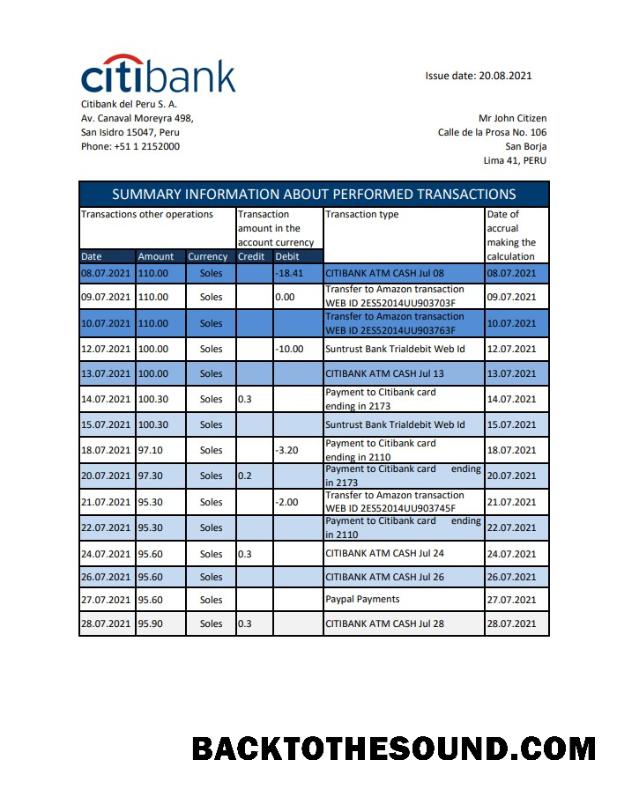 citibank
Issue date: 20.08.2021
Citibank del Peru S. A.
Av. Canaval Moreyra 498,
San Isidro 15047, Peru
Phone: +51 1 2152000
Mr John Citizen
Calle de la Prosa No. 106
San Borja
Lima 41, PERU
SUMMARY INFORMATION ABOUT PERFORMED TRANSACTIONS
Transactions other operations
Transaction
amount in the
account currency
Transaction type
Date of
accrual
making the
calculation
Date Amount Currency Credit Debit
08.07.2021 110.00 Soles -18.41 CITIBANK ATM CASH Jul 08 08.07.2021
09.07.2021 110.00 Soles 0.00 Transfer to Amazon transaction
WEB ID 2ES52014UU903703F 09.07.2021
10.07.2021 110.00 Soles Transfer to Amazon transaction
WEB ID 2ES52014UU903763F 10.07.2021
12.07.2021 100.00 Soles -10.00 Suntrust Bank Trialdebit Web Id 12.07.2021
13.07.2021 100.00 Soles CITIBANK ATM CASH Jul 13 13.07.2021
14.07.2021 100.30 Soles 0.3 Payment to Citibank card
ending in 2173 14.07.2021
15.07.2021 100.30 Soles Suntrust Bank Trialdebit Web Id 15.07.2021
18.07.2021 97.10 Soles -3.20 Payment to Citibank card
ending in 2110 18.07.2021
20.07.2021 97.30 Soles 0.2 Payment to Citibank card ending
in 2173 20.07.2021
21.07.2021 95.30 Soles -2.00 Transfer to Amazon transaction
WEB ID 2ES52014UU903745F 21.07.2021
22.07.2021 95.30 Soles Payment to Citibank card ending
in 2110 22.07.2021
24.07.2021 95.60 Soles 0.3 CITIBANK ATM CASH Jul 24 24.07.2021
26.07.2021 95.60 Soles CITIBANK ATM CASH Jul 26 26.07.2021
27.07.2021 95.60 Soles Paypal Payments 27.07.2021
28.07.2021 95.90 Soles 0.3 CITIBANK ATM CASH Jul 28 28.07.2021
BACKTOTHESOUND.COM